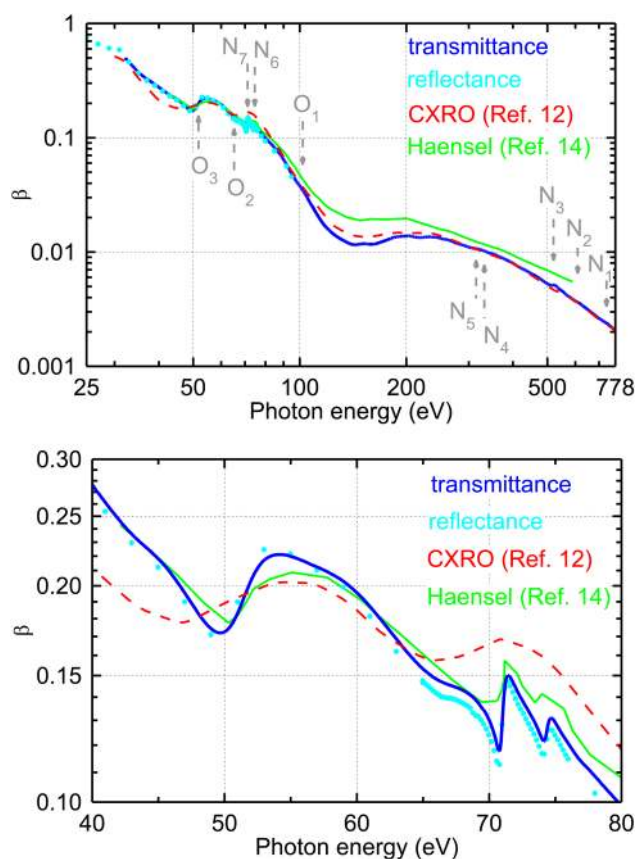 1
0.1
0.01
0.001
β
N7
N6
O1
O3
O2
N3
N2
N1
N5
N4
transmittance
reflectance
CXRO (Ref. 12)
Haensel (Ref. 14)
25 50 100 200 500 778
Photon energy (eV)
0.30
0.25
0.20
0.15
0.10
β
transmittance
reflectance
CXRO (Ref. 12)
Haensel (Ref. 14)
40 50 60 70 80
Photon energy (eV)